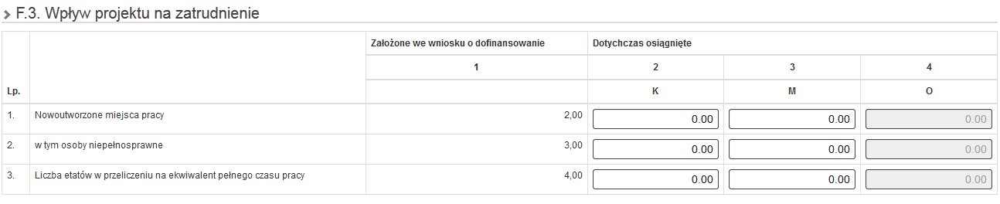 F.3. Wpływ projektu na zatrudnienie
Założone we wniosku o dofinansowanie Dotychczas osiągnięte
1 2 3 4
Lp. K M O
1. Nowoutworzone miejsca pracy 2,00 0.00 0.00 0.00
2. w tym osoby niepełnosprawne 3,00 0.00 0.00 0.00
3. Liczba etatów w przeliczeniu na ekwiwalent pełnego czasu pracy 4,00 0.00 0.00 0.00